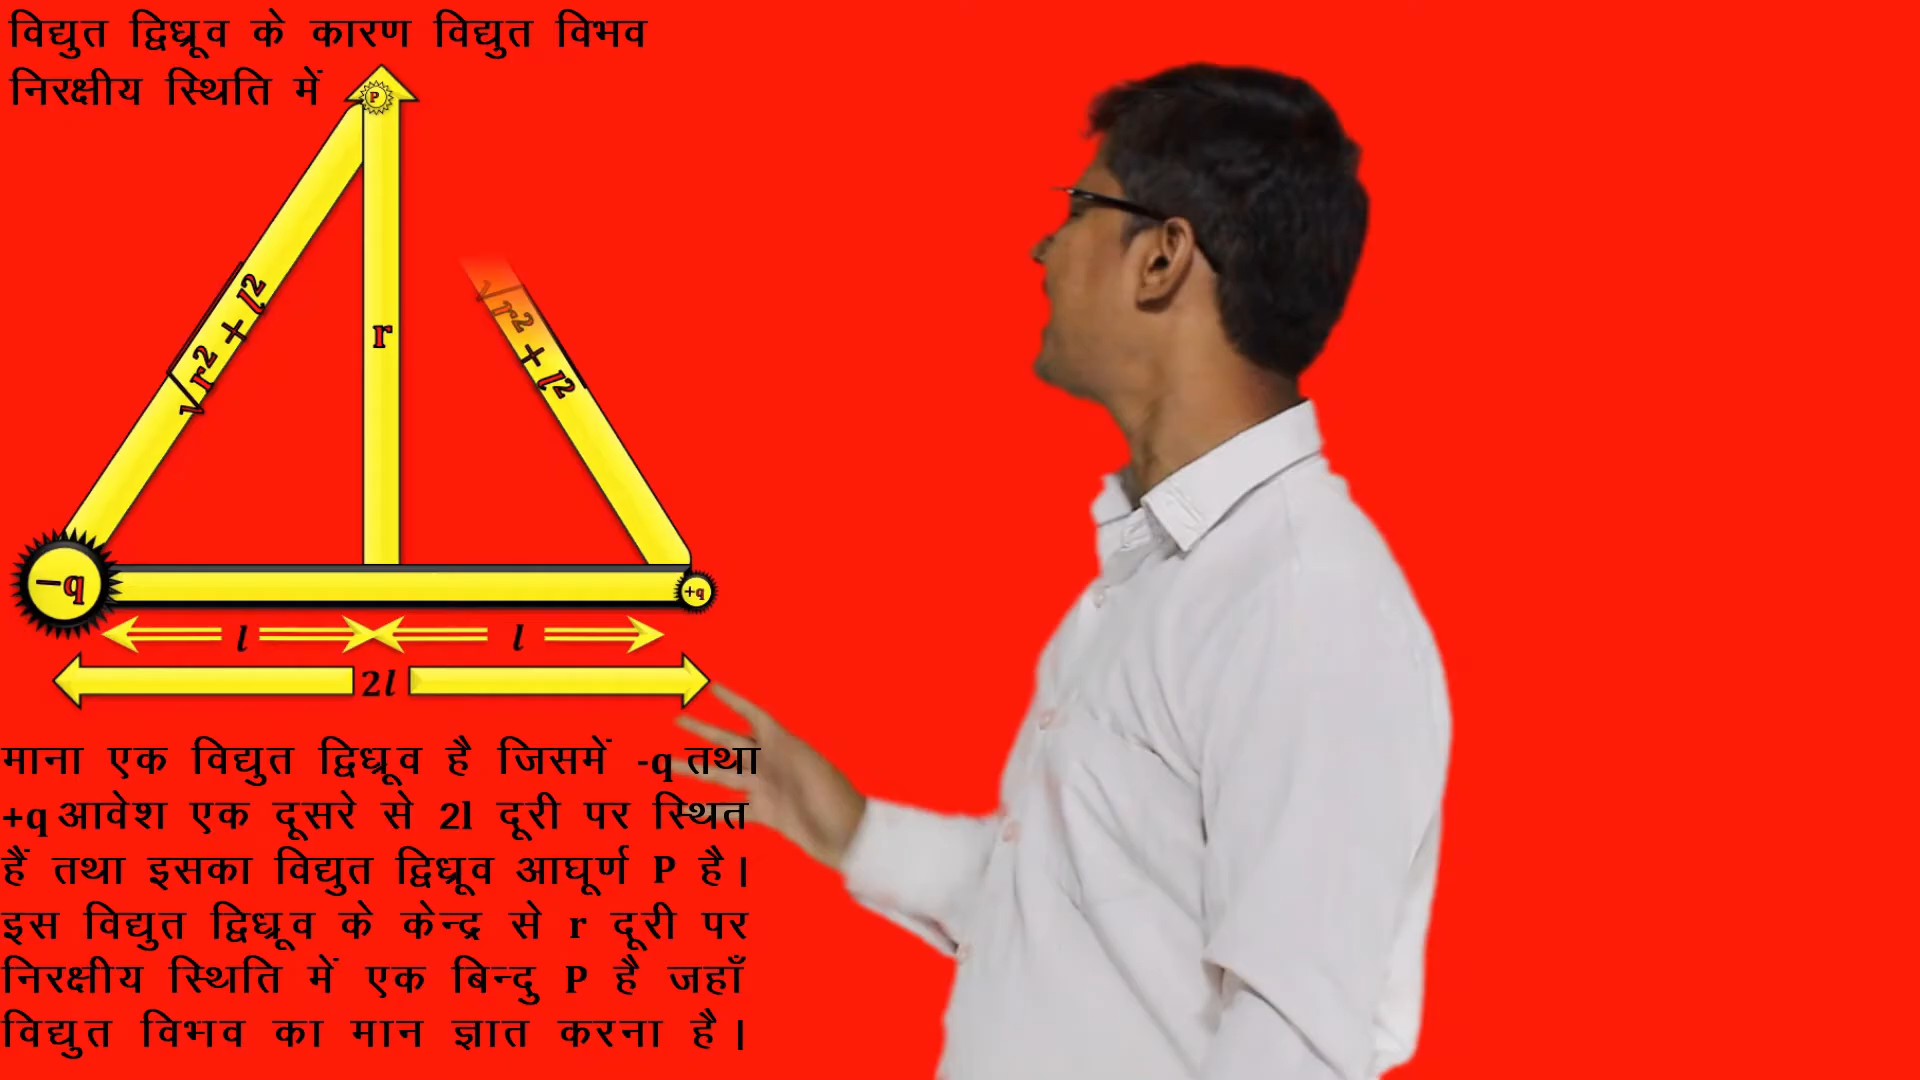 विद्युत द्विध्रूव के कारण विद्युत विभव
निरक्षीय स्थिति में
P
√r² + l²
r
√r² + l²
−q
+q
l
l
2l
माना एक विद्युत द्विध्रूव है जिसमें -q तथा
+q आवेश एक दूसरे से 2l दूरी पर स्थित
हैं तथा इसका विद्युत द्विध्रूव आघूर्ण P है।
इस विद्युत द्विध्रूव के केन्द्र से r दूरी पर
निरक्षीय स्थिति में एक बिन्दु P है जहाँ
विद्युत विभव का मान ज्ञात करना है।